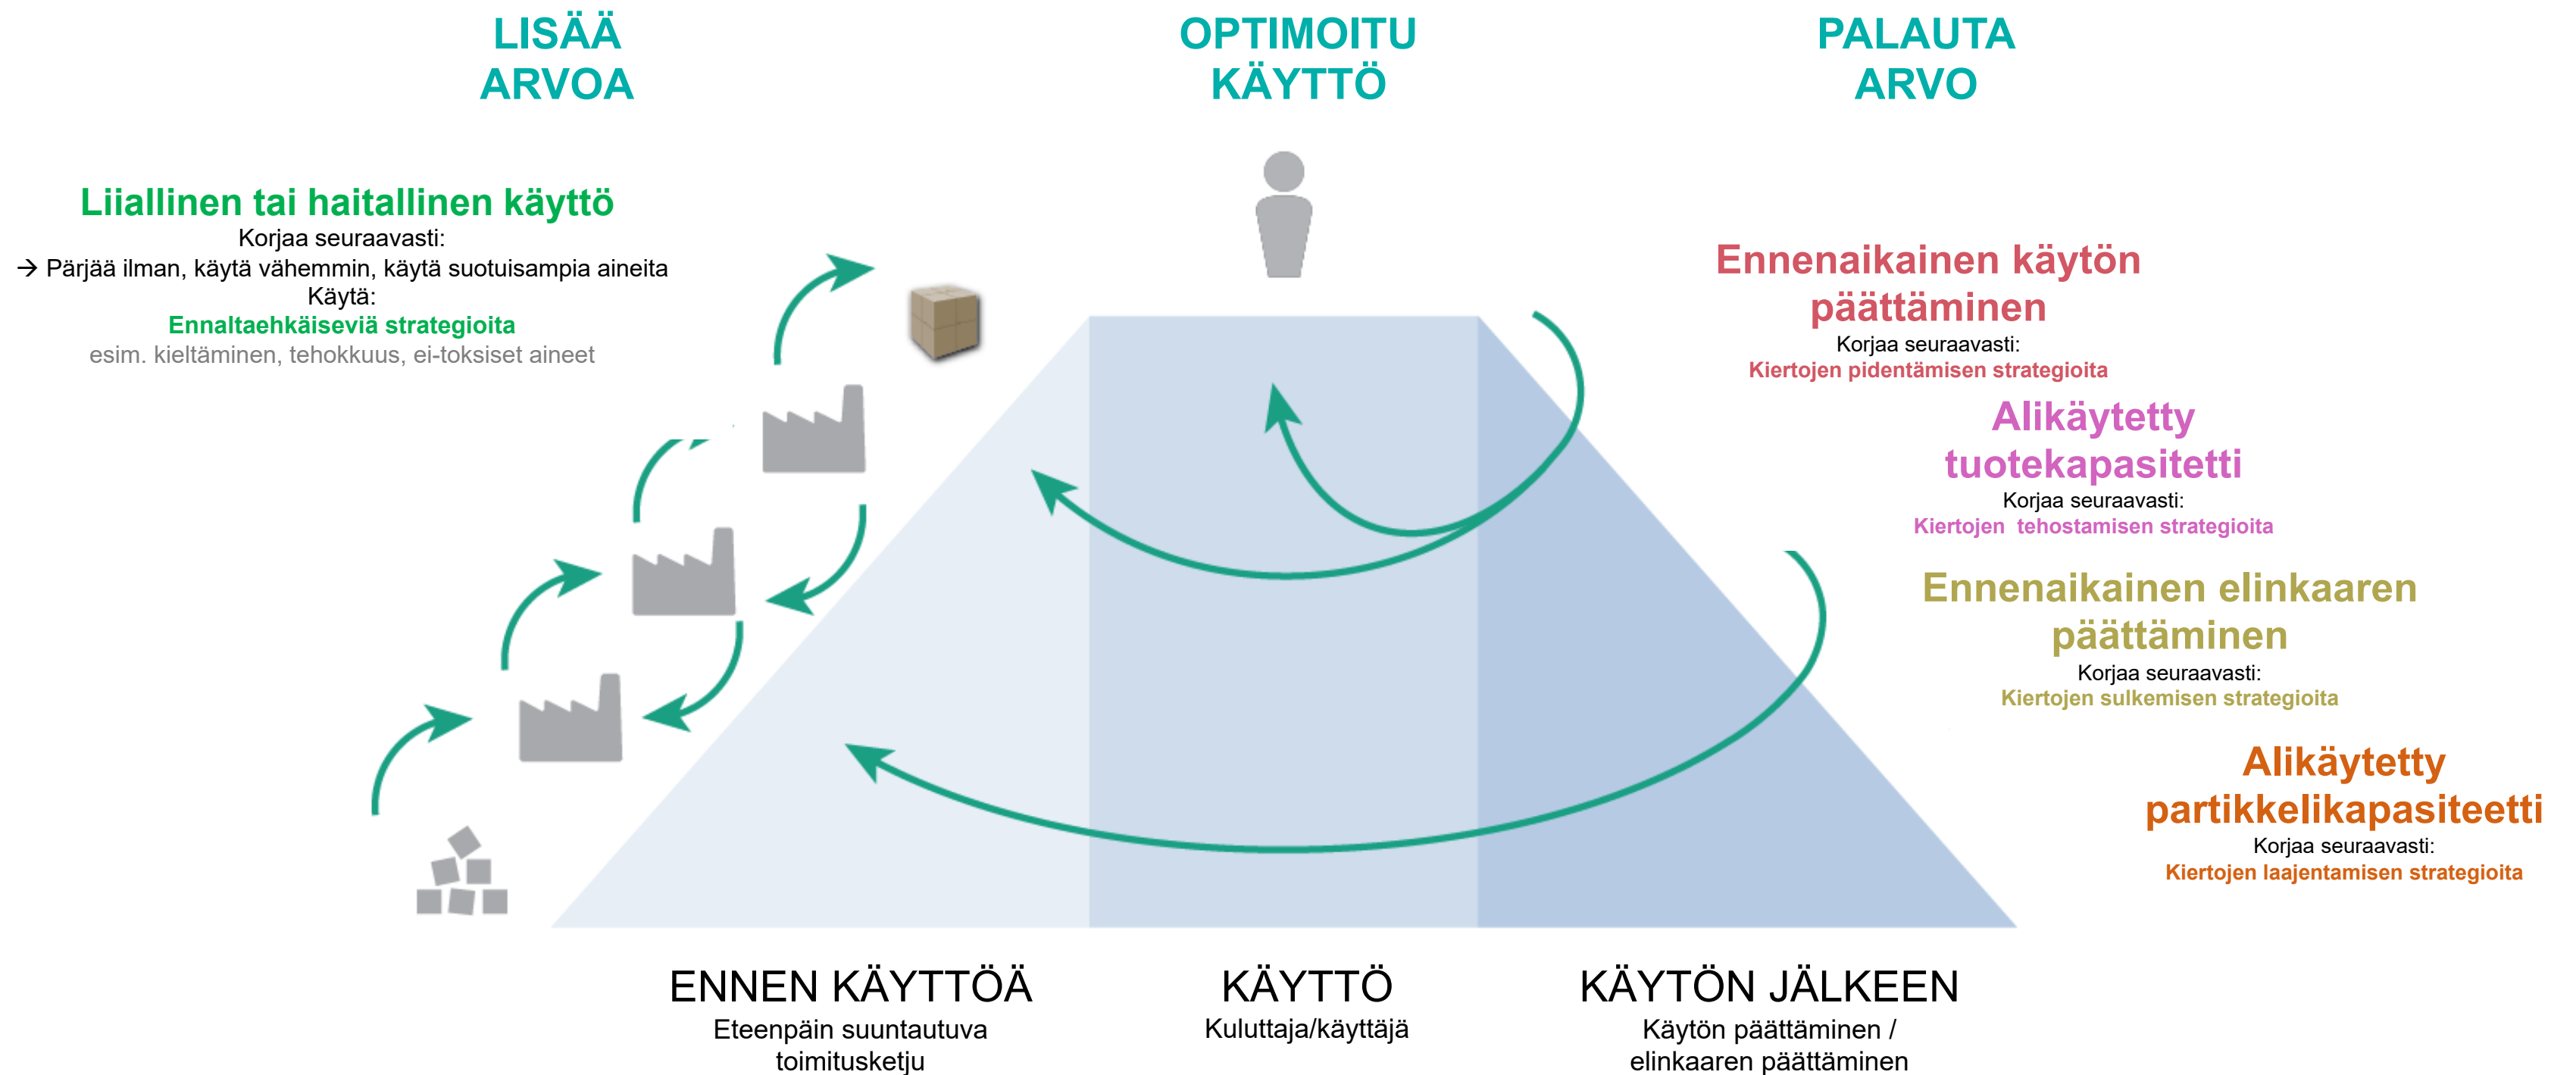 LISÄÄ
ARVOA
OPTIMOITU
KÄYTTÖ
PALAUTA
ARVO
Liiallinen tai haitallinen käyttö
Korjaa seuraavasti:
→ Pärjää ilman, käytä vähemmin, käytä suotuisampia aineita
Käytä:
Ennaltaehkäiseviä strategioita
esim. kieltäminen, tehokkuus, ei-toksiset aineet
Ennenaikainen käytön
päättäminen
Korjaa seuraavasti:
Kiertojen pidentämisen strategioita
Alikäytetty
tuotekapasitetti
Korjaa seuraavasti:
Kiertojen  tehostamisen strategioita
Ennenaikainen elinkaaren
päättäminen
Korjaa seuraavasti:
Kiertojen sulkemisen strategioita
Alikäytetty
partikkelikapasiteetti
Korjaa seuraavasti:
Kiertojen laajentamisen strategioita
ENNEN KÄYTTÖÄ
Eteenpäin suuntautuva
toimitusketju
KÄYTTÖ
Kuluttaja/käyttäjä
KÄYTÖN JÄLKEEN
Käytön päättäminen /
elinkaaren päättäminen